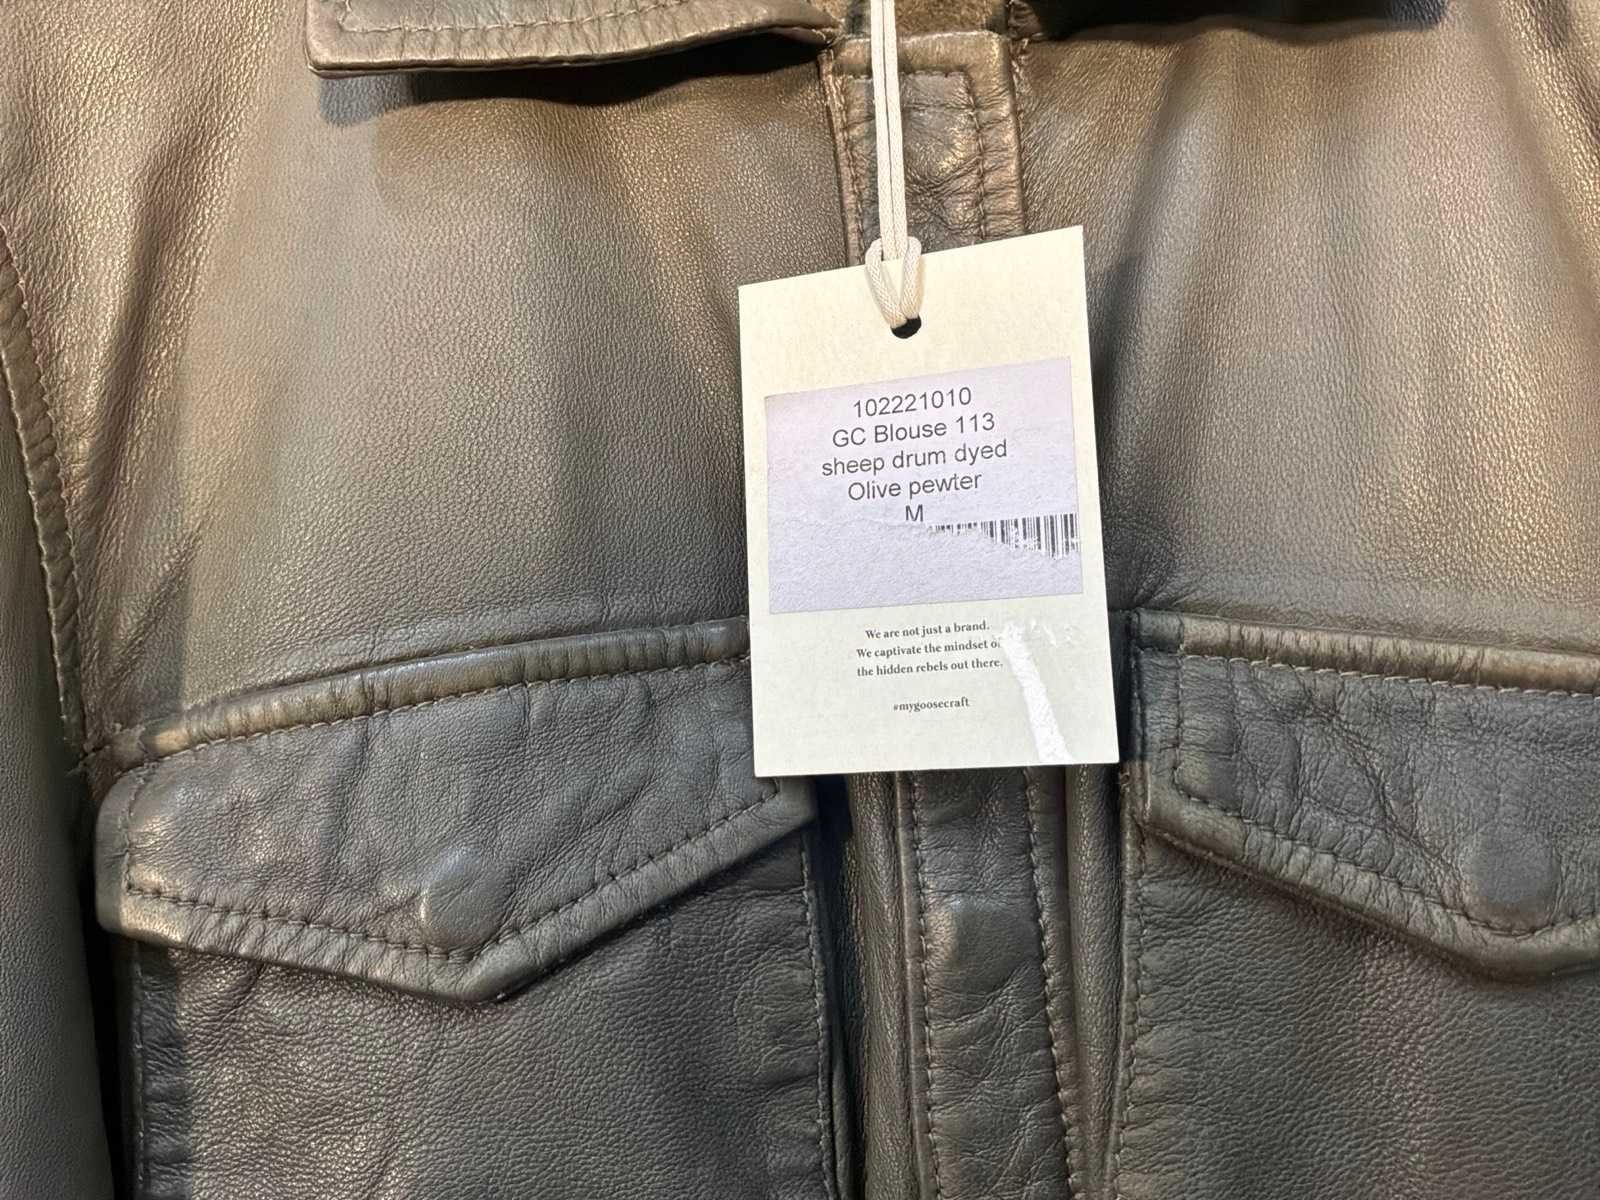 102221010
GC Blouse 113
sheep drum dyed
Olive pewter
M
We are not just a brand.
We captivate the mindset
the hidden rebels out there.
#mygoosecraft